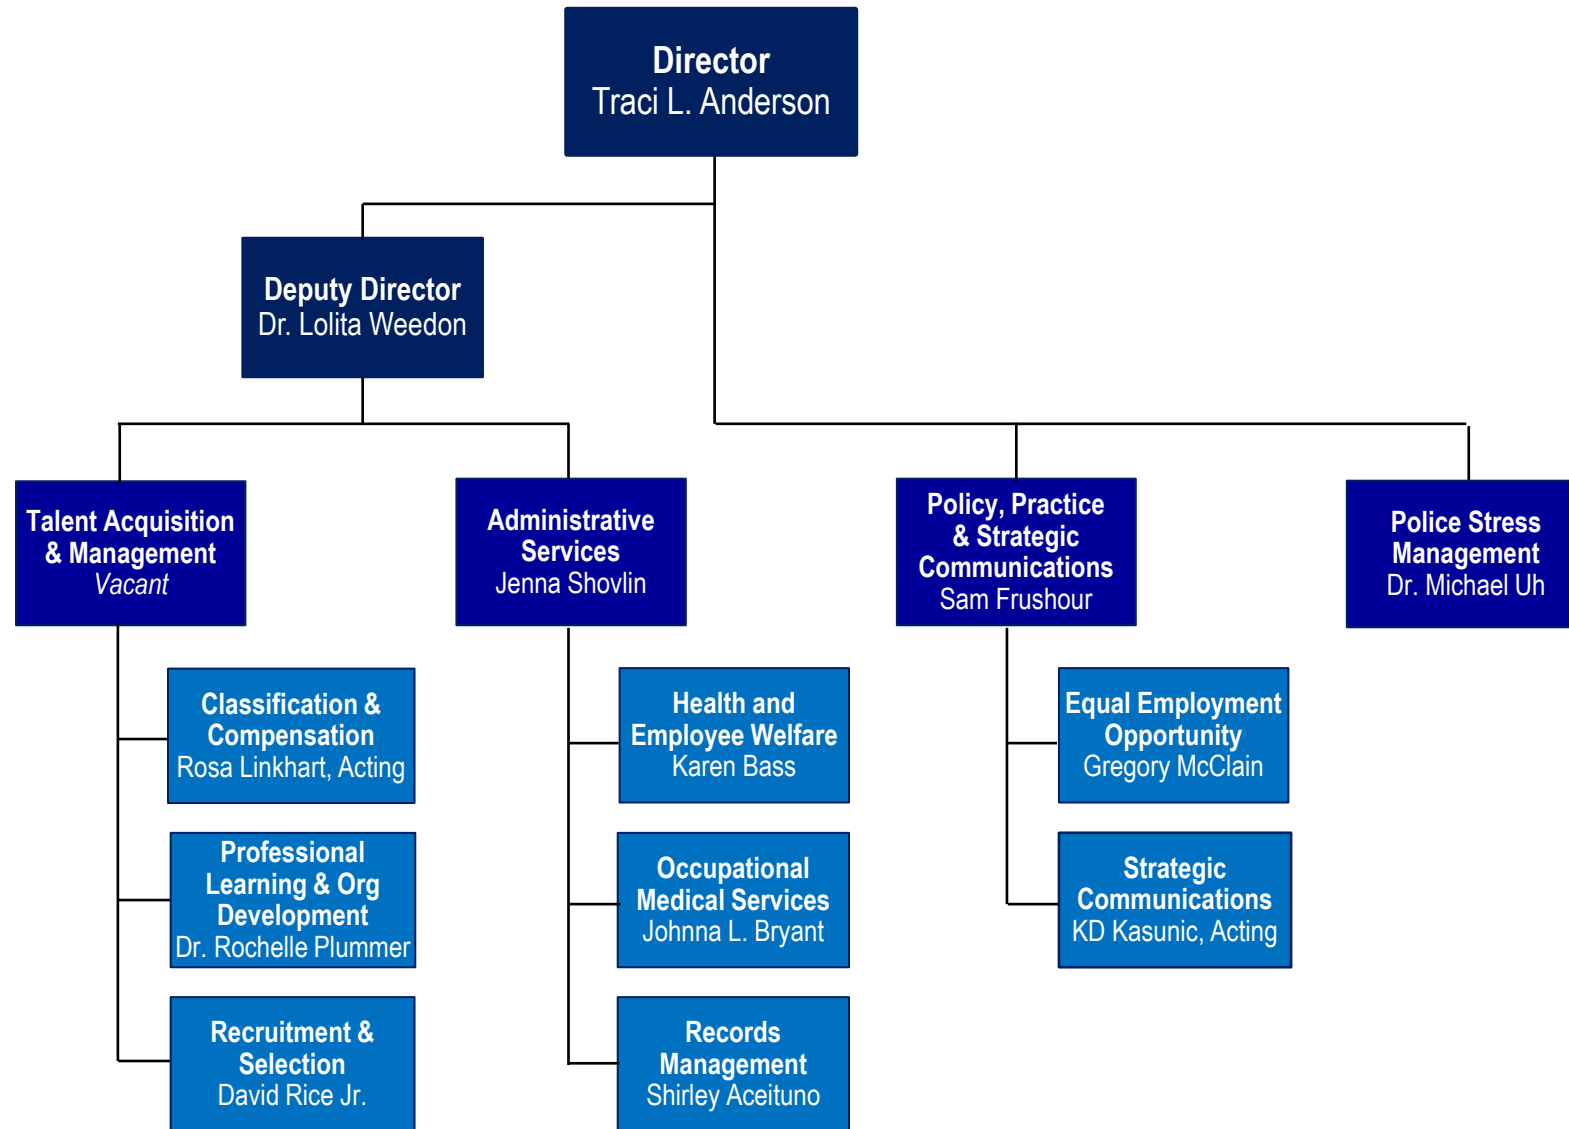 Director
Traci L. Anderson
Deputy Director
Dr. Lolita Weedon
Talent Acquisition
& Management
Vacant
Administrative
Services
Jenna Shovlin
Policy, Practice
& Strategic
Communications
Sam Frushour
Police Stress
Management
Dr. Michael Uh
Classification &
Compensation
Rosa Linkhart, Acting
Professional
Learning & Org
Development
Dr. Rochelle Plummer
Recruitment &
Selection
David Rice Jr.
Health and
Employee Welfare
Karen Bass
Occupational
Medical Services
Johnna L. Bryant
Records
Management
Shirley Aceituno
Equal Employment
Opportunity
Gregory McClain
Strategic
Communications
KD Kasunic, Acting